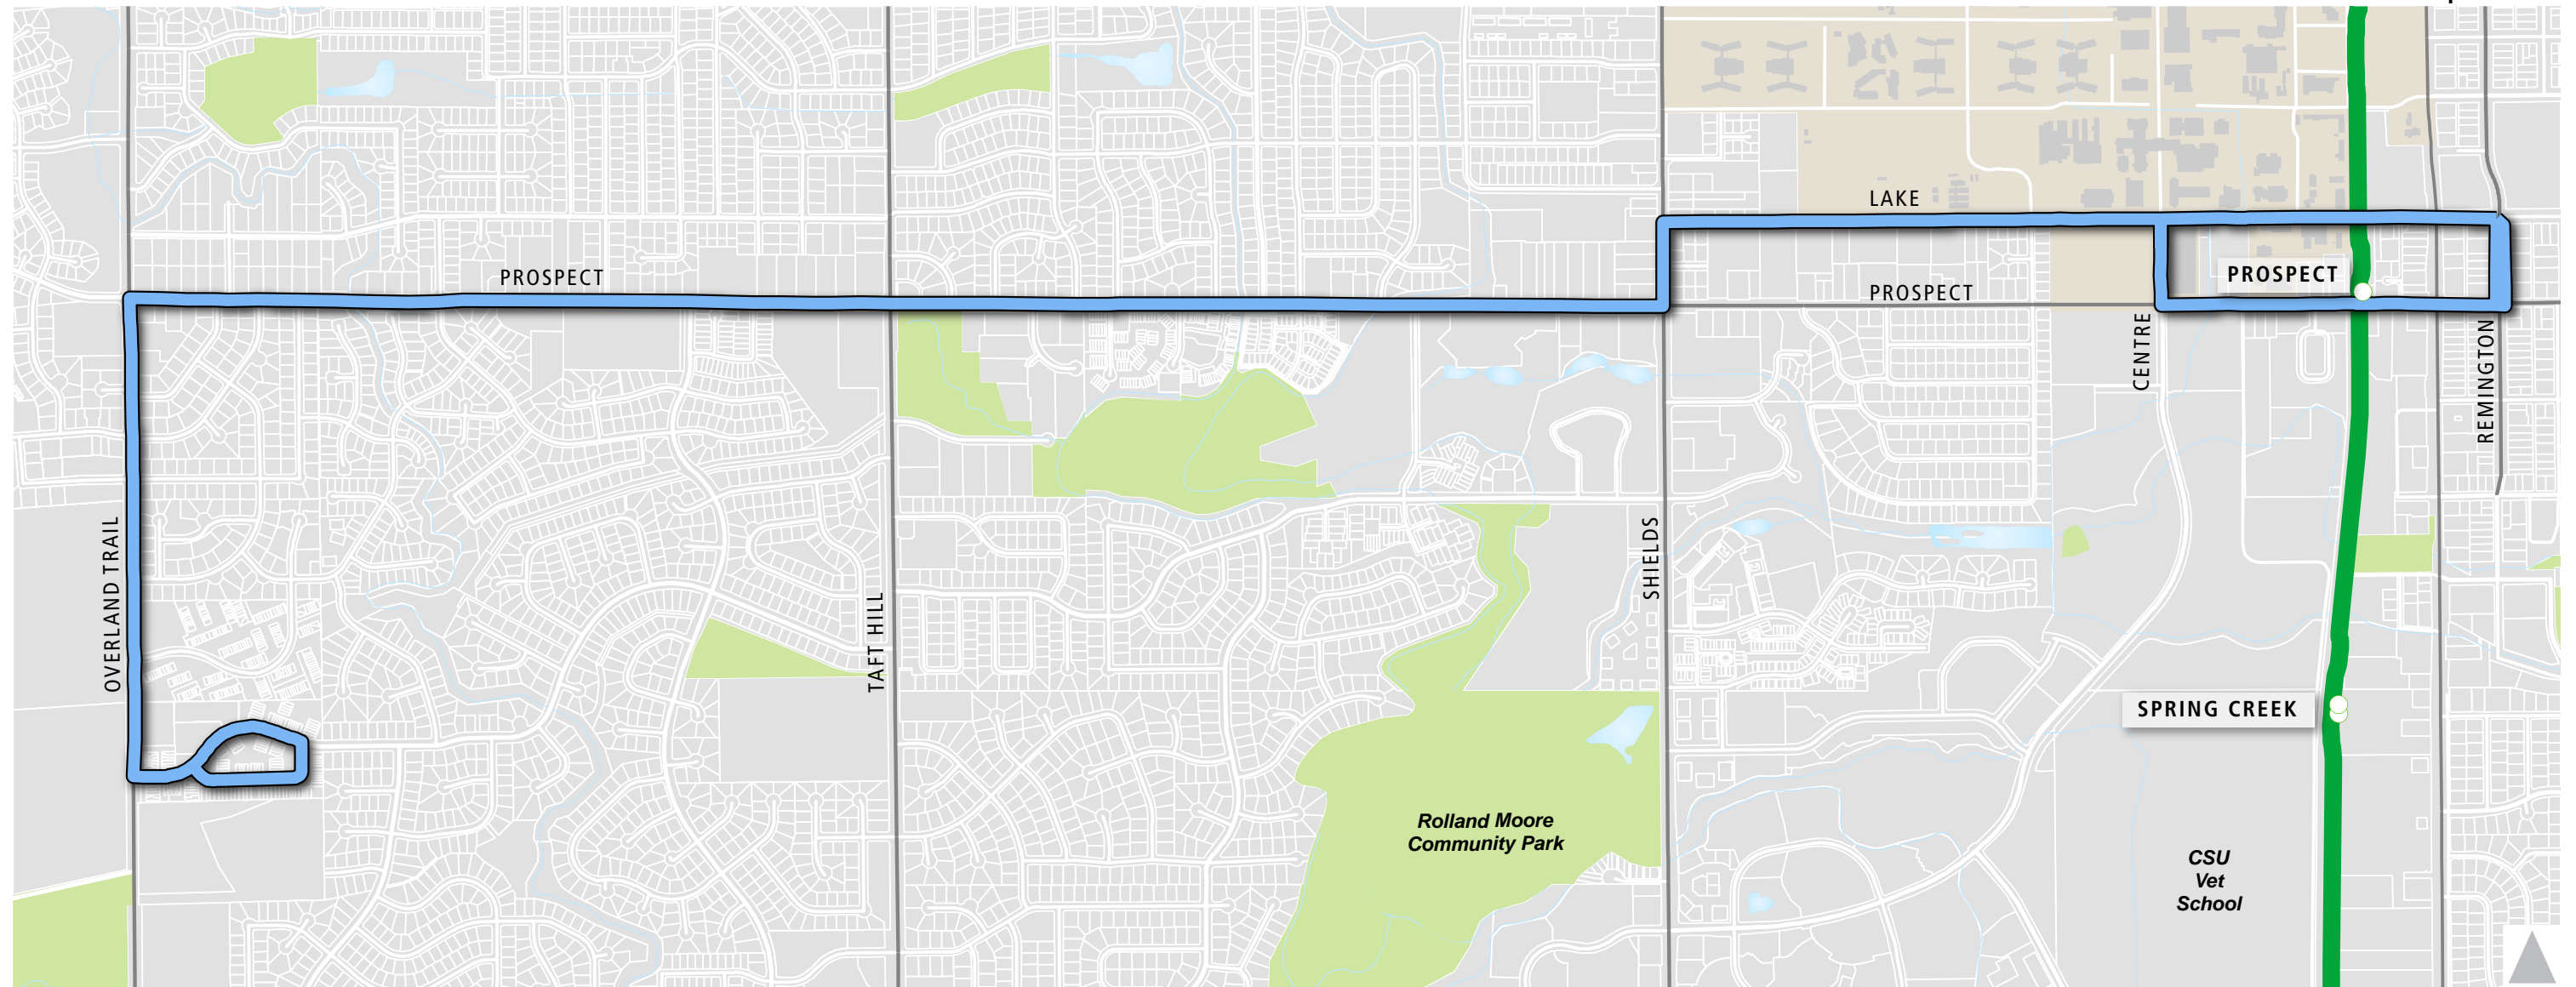 LAKE
PROSPECT
PROSPECT
PROSPECT
CENTRE
REMINGTON
OVERLAND TRAIL
TAFT HILL
SHIELDS
SPRING CREEK
Rolland Moore
Community Park
CSU
Vet
School